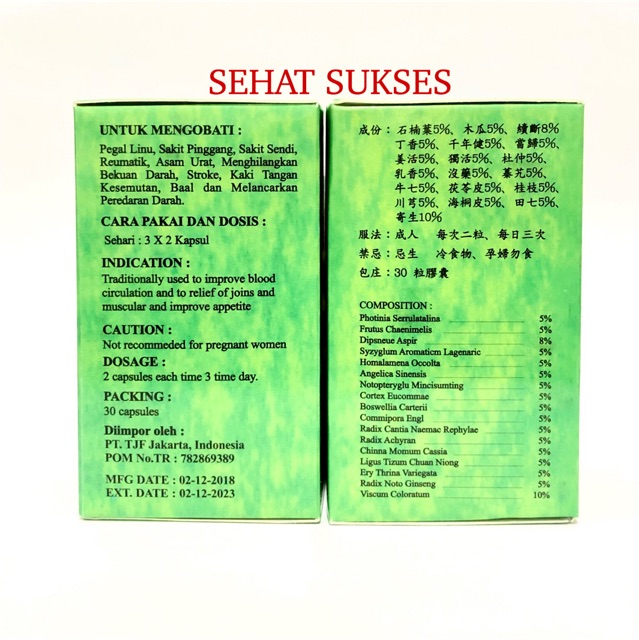 SEHAT SUKSES
UNTUK MENGOBATI :
Pegal Linu, Sakit Pinggang, Sakit Sendi,
Reumatik, Asam Urat, Menghilangkan
Bekuan Darah, Stroke, Kaki Tangan
Kesemutan, Baal dan Melancarkan
Peredaran Darah.
CARA PAKAI DAN DOSIS :
Sehari : 3 X 2 Kapsul
INDICATION :
Traditionally used to improve blood
circulation and to relief of joins and
muscular and improve appetite
CAUTION :
Not recommeded for pregnant women
DOSAGE :
2 capsules each time 3 time day.
PACKING :
30 capsules
Diimpor oleh :
PT. TJF Jakarta, Indonesia
POM No.TR : 782869389
MFG DATE : 02-12-2018
EXT. DATE : 02-12-2023
成份：石楠葉5%、木瓜5%、續斷8%
丁香5%、千年健5%、當歸5%、
羌活5%、獨活5%、杜仲5%、
乳香5%、沒藥5%、蓁艽5%、
牛七5%、茯苓皮5%、桂枝5%、
川芎5%、海桐皮5%、田七5%、
寄生10%
服法：成人 每次二粒、每日三次
禁忌：忌生 冷食物、孕婦勿食
包庄：30 粒膠囊
COMPOSITION :
Photinia Serrulatalina 5%
Frutus Chaenimelis 5%
Dipsneue Aspir 8%
Syzyglum Aromaticm Lagenaric 5%
Homalamena Occolta 5%
Angelica Sinensis 5%
Notopteryglu Mincisumting 5%
Cortex Eucommae 5%
Boswellia Carterii 5%
Commipora Engl 5%
Radix Cantia Naemac Rephylae 5%
Radix Achyran 5%
Chinna Momum Cassia 5%
Ligus Tizum Chuan Niong 5%
Ery Thrina Variegata 5%
Radix Noto Ginseng 5%
Viscum Coloratum 10%